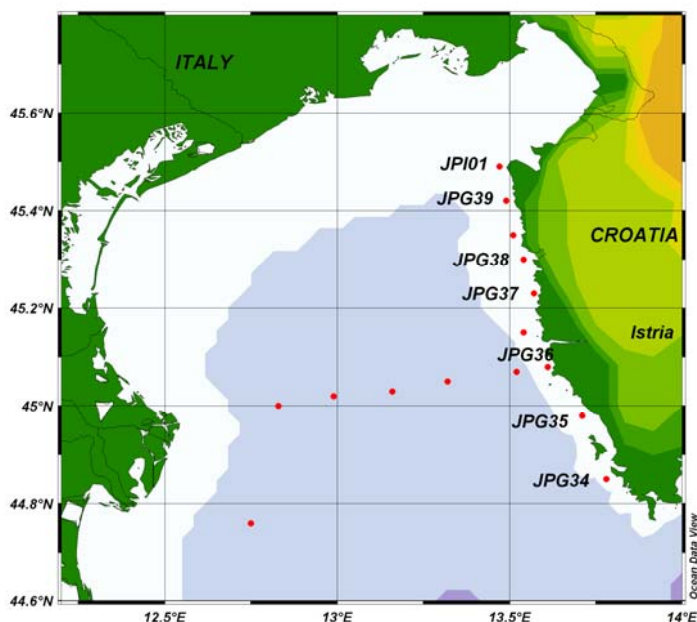 ITALY
45.6°N
JPI01
JPG39
45.4°N
CROATIA
JPG38
JPG37
45.2°N
Istria
JPG36
45°N
JPG35
JPG34
44.8°N
44.6°N
12.5°E
13°E
13.5°E
14°E
Ocean Data View